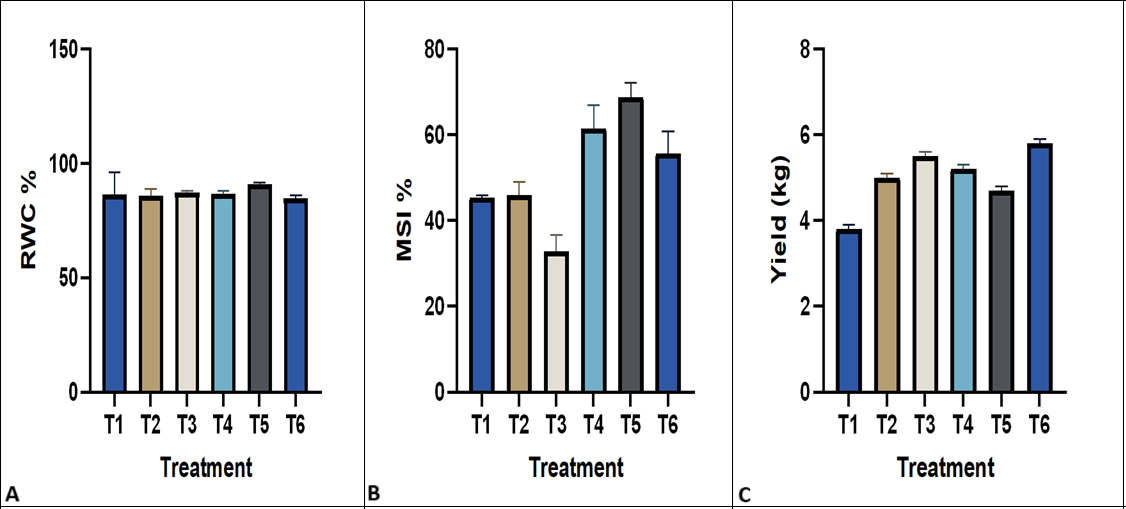 150
100
50
0
RWC %
T1 T2 T3 T4 T5 T6
Treatment
A
80
60
40
20
0
MSI %
T1 T2 T3 T4 T5 T6
Treatment
B
8
6
4
2
0
Yield (kg)
T1 T2 T3 T4 T5 T6
Treatment
C